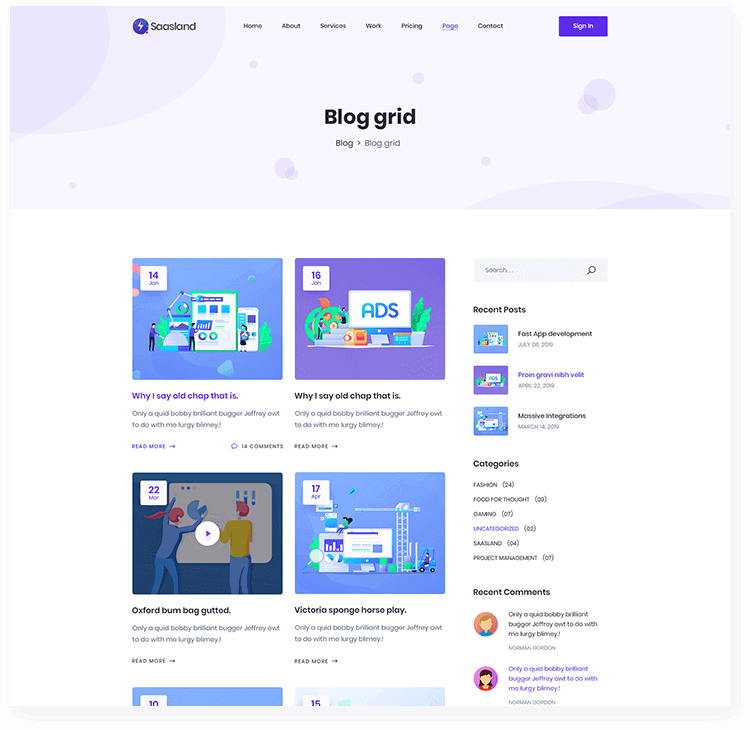 Saasland
Home About Services Work Pricing Page Contact
Sign In
Blog grid
Blog > Blog grid
14
Jan
Why I say old chap that is.
Only a quid bobby brilliant bugger Jeffrey owt
to do with me lurgy blimey.!
READ MORE → 14 COMMENTS
16
Jan
ADS
Why I say old chap that is.
Only a quid bobby brilliant bugger Jeffrey owt
to do with me lurgy blimey.!
READ MORE →
22
Mar
Oxford bum bag gutted.
Only a quid bobby brilliant bugger Jeffrey owt
to do with me lurgy blimey.!
READ MORE →
17
Apr
Victoria sponge horse play.
Only a quid bobby brilliant bugger Jeffrey owt
to do with me lurgy blimey.!
READ MORE →
10
15
Search...
Recent Posts
Fast App development
JULY 06, 2019
ADS
Proin gravi nibh velit
APRIL 22, 2019
Massive Integrations
MARCH 14, 2019
Categories
FASHION (24)
FOOD FOR THOUGHT (09)
GAMING (07)
UNCATEGORIZED (02)
SAASLAND (04)
PROJECT MANAGEMENT (07)
Recent Comments
Only a quid bobby brilliant
bugger Jeffrey owt to do with
me lurgy blimey.!
NORMAN GORDON
Only a quid bobby brilliant
bugger Jeffrey owt to do with
me lurgy blimey.!
NORMAN GORDON